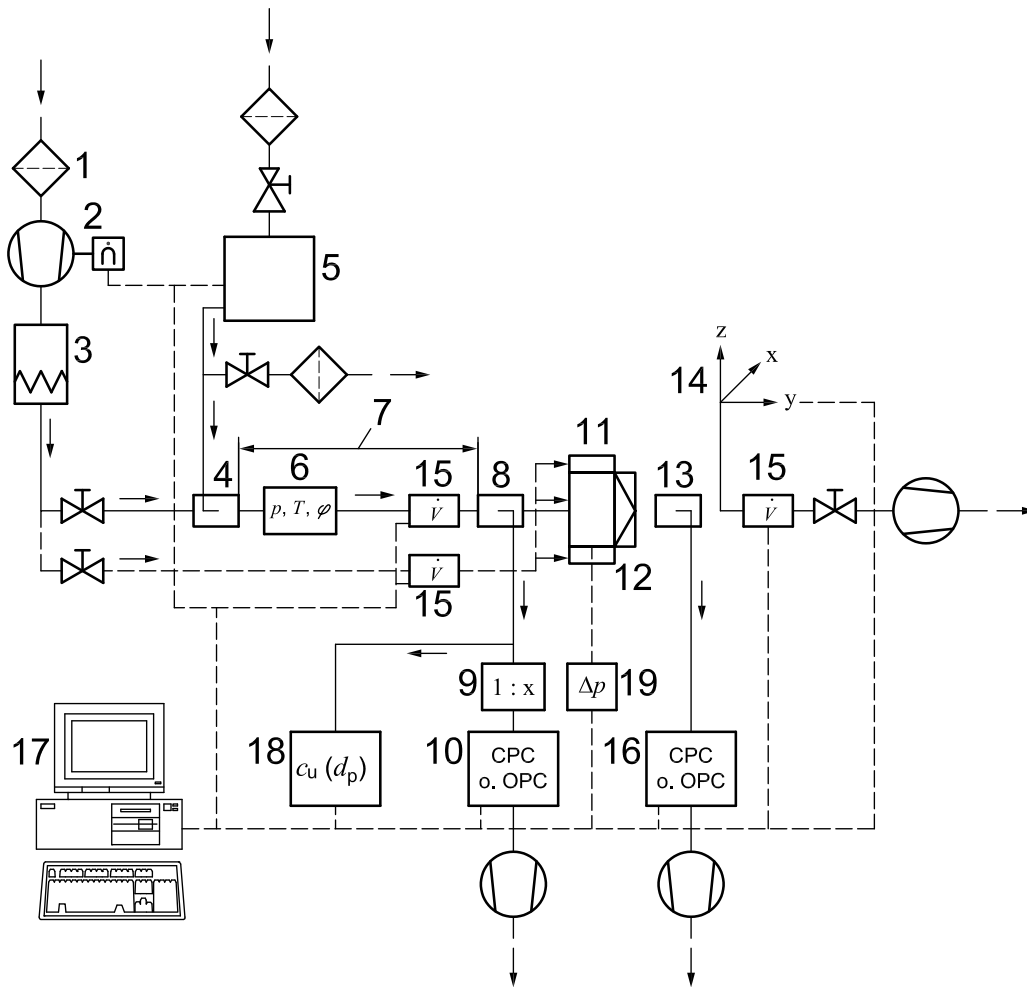 1
2
ṅ
5
3
z
x
14
y
7
11
4
6
15
8
13
15
p, T, φ
V̇
V̇
V̇
12
15
9
1 : x
Δp
19
17
18
cᵤ (dₚ)
10
CPC
o. OPC
16
CPC
o. OPC